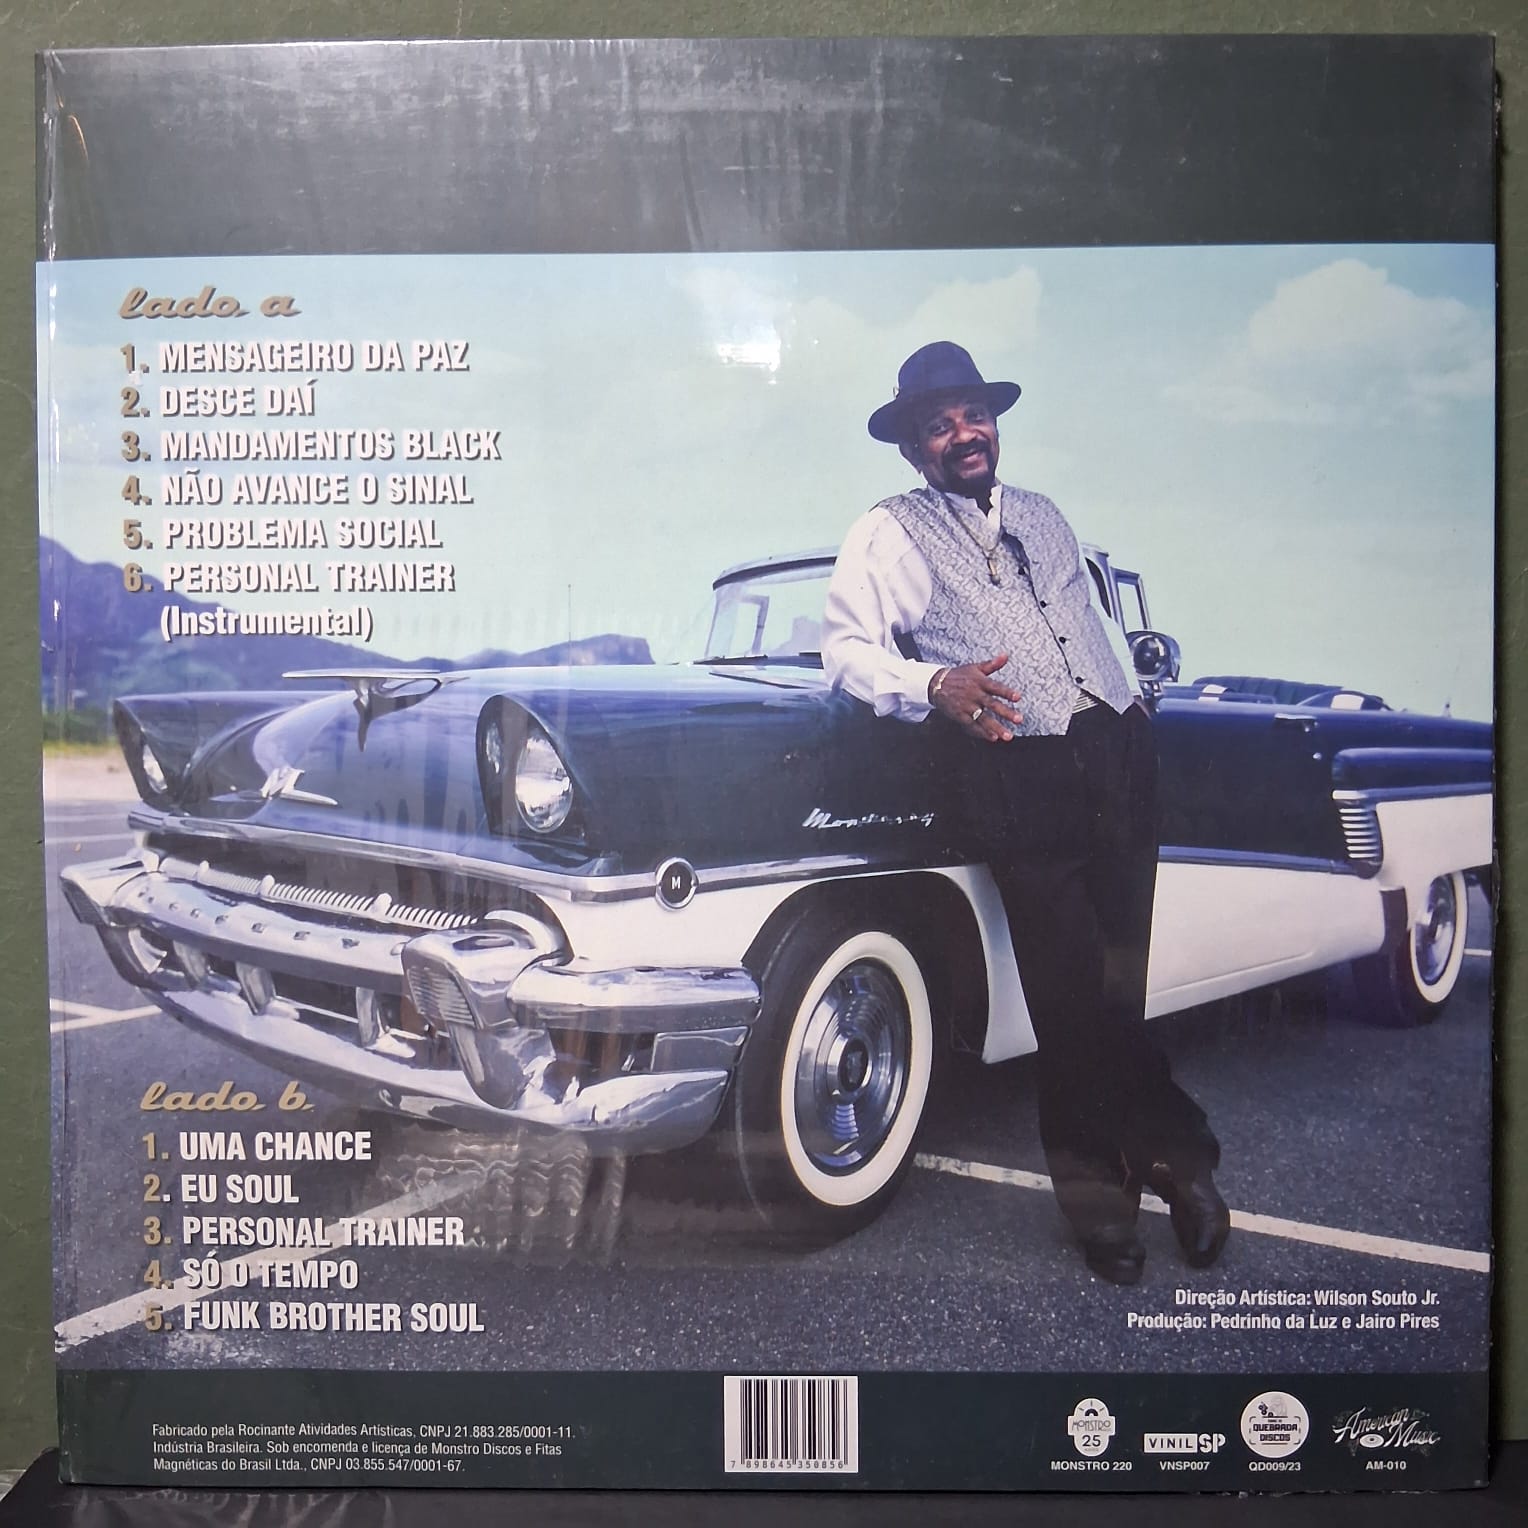 lado a
1. MENSAGEIRO DA PAZ
2. DESCE DAÍ
3. MANDAMENTOS BLACK
4. NÃO AVANCE O SINAL
5. PROBLEMA SOCIAL
6. PERSONAL TRAINER
(Instrumental)
Monterey
M
MERCURY
lado b
1. UMA CHANCE
2. EU SOUL
3. PERSONAL TRAINER
4. SÓ O TEMPO
5. FUNK BROTHER SOUL
Direção Artística: Wilson Souto Jr.
Produção: Pedrinho da Luz e Jairo Pires
Fabricado pela Rocinante Atividades Artísticas, CNPJ 21.883.285/0001-11.
Indústria Brasileira. Sob encomenda e licença de Monstro Discos e Fitas
Magnéticas do Brasil Ltda., CNPJ 03.855.547/0001-67.
7 898645 350856
MONSTRO
25
MONSTRO 220
VINIL SP
VNSP007
QUEBRADA
DISCOS
QD009/23
American
Music
AM-010